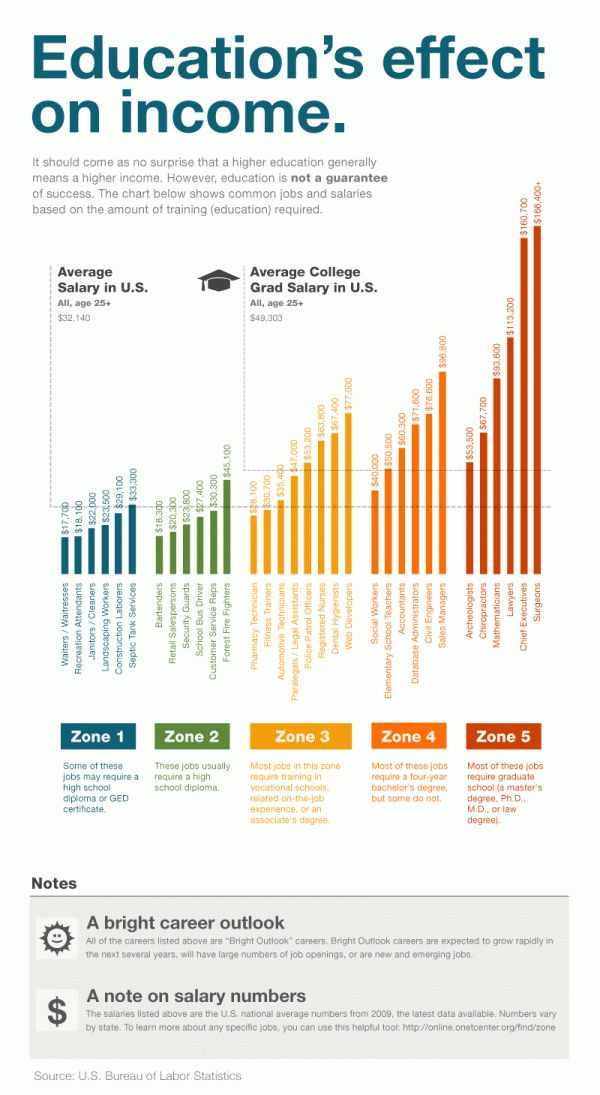 Education's effect
on income.
It should come as no surprise that a higher education generally
means a higher income. However, education is not a guarantee
of success. The chart below shows common jobs and salaries
based on the amount of training (education) required.
Average
Salary in U.S.
All, age 25+
$32,140
Average College
Grad Salary in U.S.
All, age 25+
$49,303
$17,700
$18,100
$22,000
$23,500
$29,100
$33,300
$18,300
$20,300
$23,800
$27,400
$30,300
$45,100
$28,100
$30,700
$35,400
$47,000
$53,200
$63,800
$67,400
$77,000
$40,000
$50,500
$60,300
$71,600
$76,600
$96,800
$53,500
$67,700
$93,600
$113,200
$160,700
$166,400+
Waiters / Waitresses
Recreation Attendants
Janitors / Cleaners
Landscaping Workers
Construction Laborers
Septic Tank Services
Bartenders
Retail Salespersons
Security Guards
School Bus Driver
Customer Service Reps
Forest Fire Fighters
Pharmacy Technician
Fitness Trainers
Automotive Technicians
Paralegals / Legal Assistants
Police Patrol Officers
Registered Nurses
Dental Hygienists
Web Developers
Social Workers
Elementary School Teachers
Accountants
Database Administrators
Civil Engineers
Sales Managers
Archeologists
Chiropractors
Mathematicians
Lawyers
Chief Executives
Surgeons
Zone 1
Some of these
jobs may require a
high school
diploma or GED
certificate.
Zone 2
These jobs usually
require a high
school diploma.
Zone 3
Most jobs in this zone
require training in
vocational schools,
related on-the-job
experience, or an
associate's degree.
Zone 4
Most of these jobs
require a four-year
bachelor's degree,
but some do not.
Zone 5
Most of these jobs
require graduate
school (a master's
degree, Ph.D.,
M.D., or law
degree).
Notes
A bright career outlook
All of the careers listed above are "Bright Outlook" careers. Bright Outlook careers are expected to grow rapidly in
the next several years, will have large numbers of job openings, or are new and emerging jobs.
$
A note on salary numbers
The salaries listed above are the U.S. national average numbers from 2009, the latest data available. Numbers vary
by state. To learn more about any specific jobs, you can use this helpful tool: http://online.onetcenter.org/find/zone
Source: U.S. Bureau of Labor Statistics